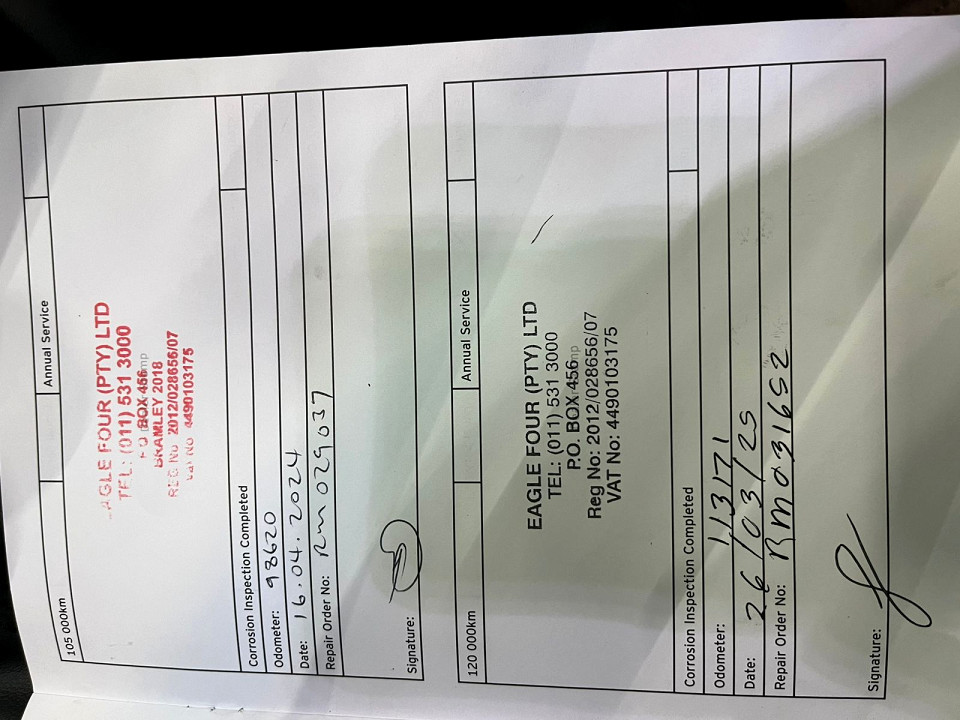 105 000km
Annual Service
EAGLE FOUR (PTY) LTD
TEL: (011) 531 3000
P O BOX 456
BRAMLEY 2018
REG No 2012/028656/07
Vat No 4490103175
Corrosion Inspection Completed
Odometer: 98620
Date: 16.04.2024
Repair Order No: Rm 029037
Signature:
120 000km
Annual Service
EAGLE FOUR (PTY) LTD
TEL: (011) 531 3000
P.O. BOX 456
Reg No: 2012/028656/07
VAT No: 4490103175
Corrosion Inspection Completed
Odometer: 113171
Date: 26/03/25
Repair Order No: RM031652
Signature: